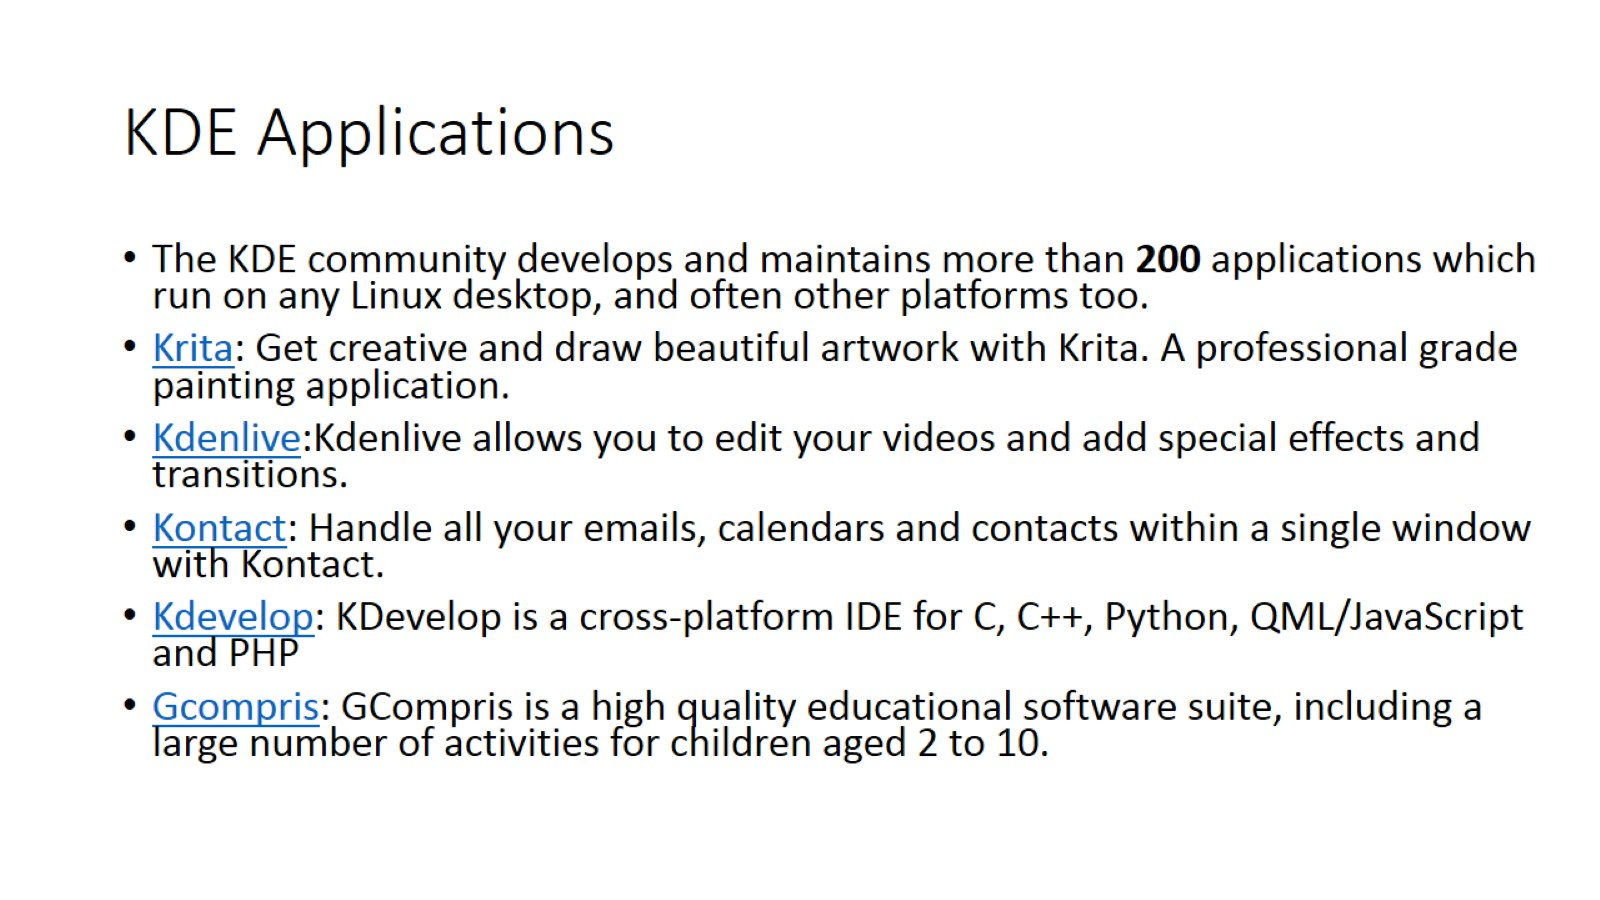 KDE Applications
• The KDE community develops and maintains more than 200 applications which
run on any Linux desktop, and often other platforms too.
• Krita: Get creative and draw beautiful artwork with Krita. A professional grade
painting application.
• Kdenlive:Kdenlive allows you to edit your videos and add special effects and
transitions.
• Kontact: Handle all your emails, calendars and contacts within a single window
with Kontact.
• Kdevelop: KDevelop is a cross-platform IDE for C, C++, Python, QML/JavaScript
and PHP
• Gcompris: GCompris is a high quality educational software suite, including a
large number of activities for children aged 2 to 10.